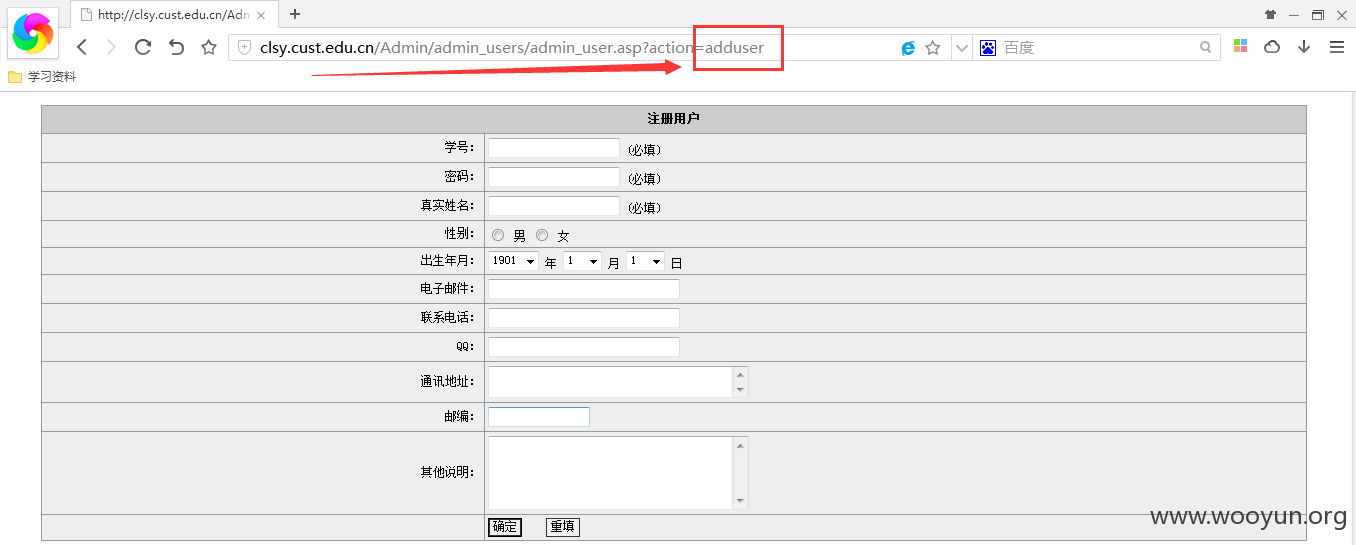 http://clsy.cust.edu.cn/Adn
clsy.cust.edu.cn/Admin/admin_users/admin_user.asp?action=adduser
百度
学习资料
注册用户
学号： (必填)
密码： (必填)
真实姓名： (必填)
性别： 男 女
出生年月： 1901 年 1 月 1 日
电子邮件：
联系电话：
QQ：
通讯地址：
邮编：
其他说明：
确定 重填
www.wooyun.org